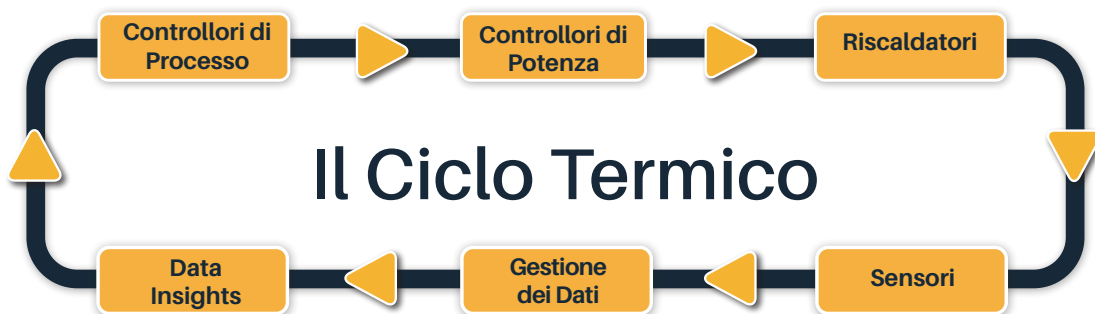 Controllori di
Processo
Controllori di
Potenza
Riscaldatori
Il Ciclo Termico
Data
Insights
Gestione
dei Dati
Sensori